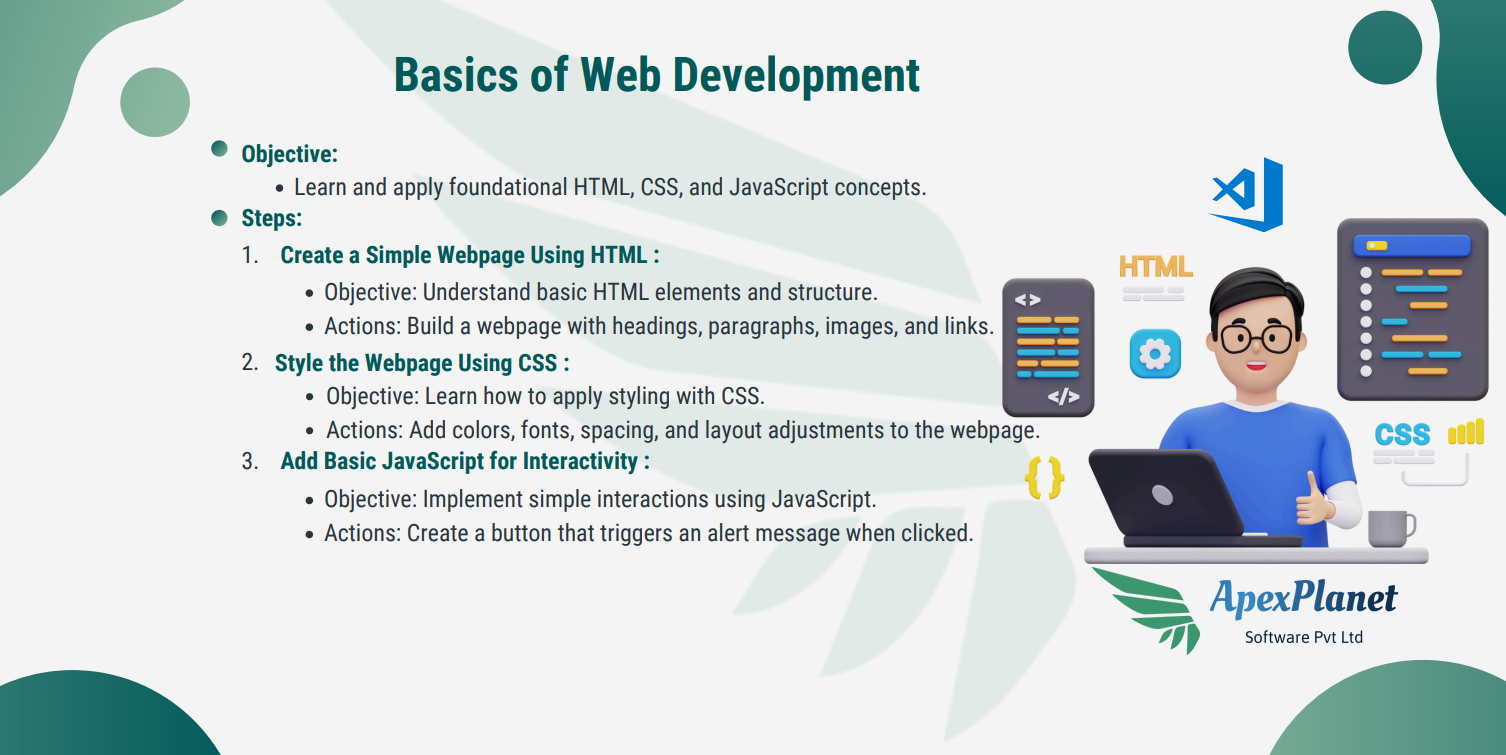 Basics of Web Development
Objective:
Learn and apply foundational HTML, CSS, and JavaScript concepts.
Steps:
1. Create a Simple Webpage Using HTML :
Objective: Understand basic HTML elements and structure.
Actions: Build a webpage with headings, paragraphs, images, and links.
2. Style the Webpage Using CSS :
Objective: Learn how to apply styling with CSS.
Actions: Add colors, fonts, spacing, and layout adjustments to the webpage.
3. Add Basic JavaScript for Interactivity :
Objective: Implement simple interactions using JavaScript.
Actions: Create a button that triggers an alert message when clicked.
HTML
<>
</>
{}
CSS
ApexPlanet
Software Pvt Ltd